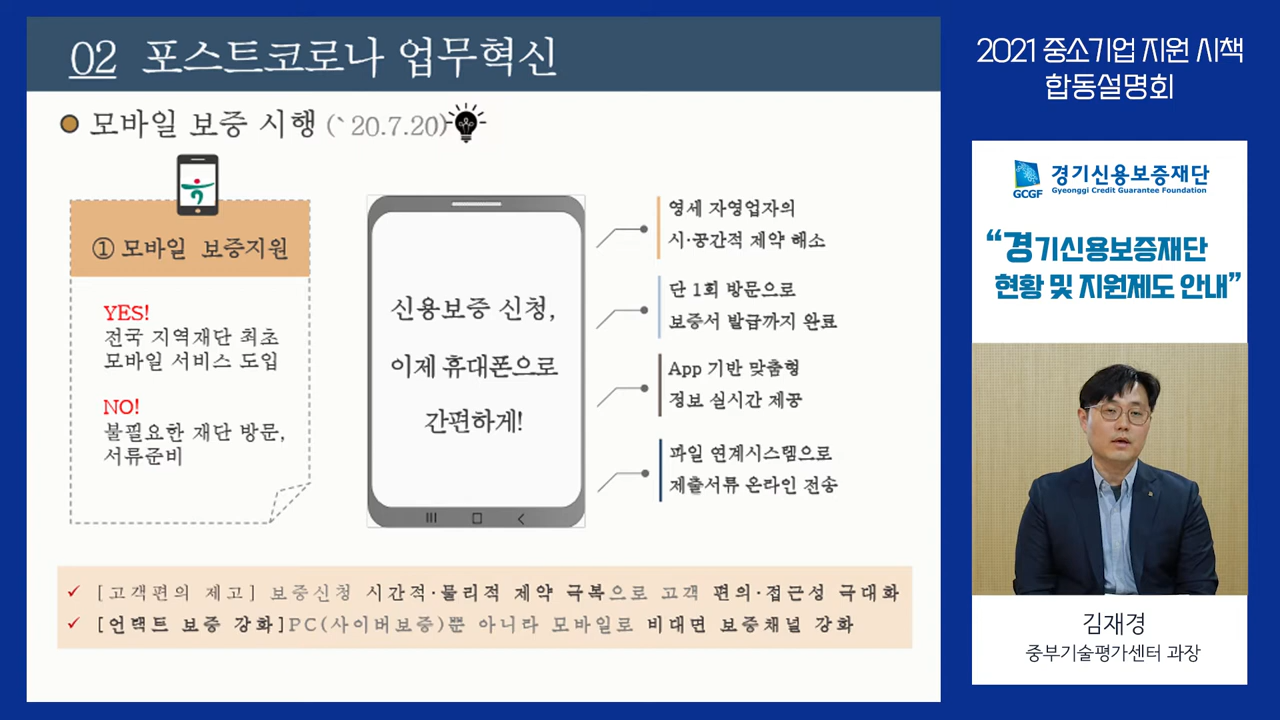 02 포스트코로나 업무혁신
모바일 보증 시행 (`20.7.20)
① 모바일 보증지원
YES!
전국 지역재단 최초
모바일 서비스 도입
NO!
불필요한 재단 방문,
서류준비
신용보증 신청,
이제 휴대폰으로
간편하게!
영세 자영업자의
시·공간적 제약 해소
단 1회 방문으로
보증서 발급까지 완료
App 기반 맞춤형
정보 실시간 제공
파일 연계시스템으로
제출서류 온라인 전송
✓ [고객편의 제고] 보증신청 시간적·물리적 제약 극복으로 고객 편의·접근성 극대화
✓ [언택트 보증 강화]PC(사이버보증)뿐 아니라 모바일로 비대면 보증채널 강화
2021 중소기업 지원 시책
합동설명회
GCGF 경기신용보증재단
Gyeonggi Credit Guarantee Foundation
“경기신용보증재단
현황 및 지원제도 안내”
김재경
중부기술평가센터 과장